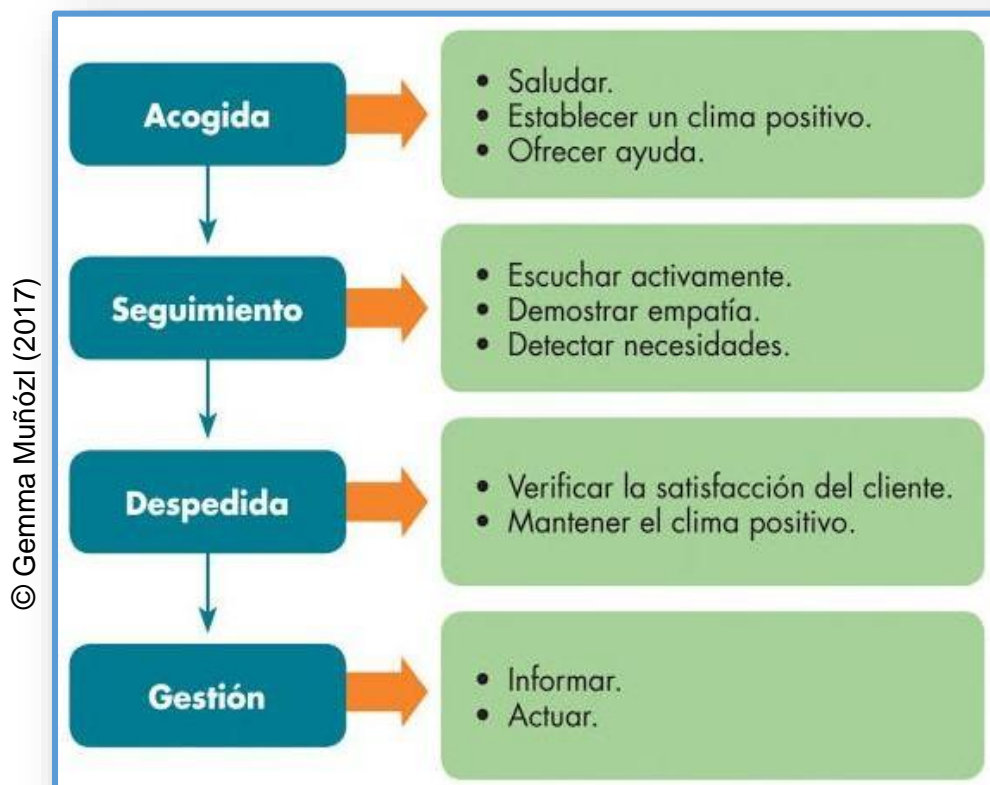 © Gemma Muñózl (2017)
Acogida
• Saludar.
• Establecer un clima positivo.
• Ofrecer ayuda.
Seguimiento
• Escuchar activamente.
• Demostrar empatía.
• Detectar necesidades.
Despedida
• Verificar la satisfacción del cliente.
• Mantener el clima positivo.
Gestión
• Informar.
• Actuar.